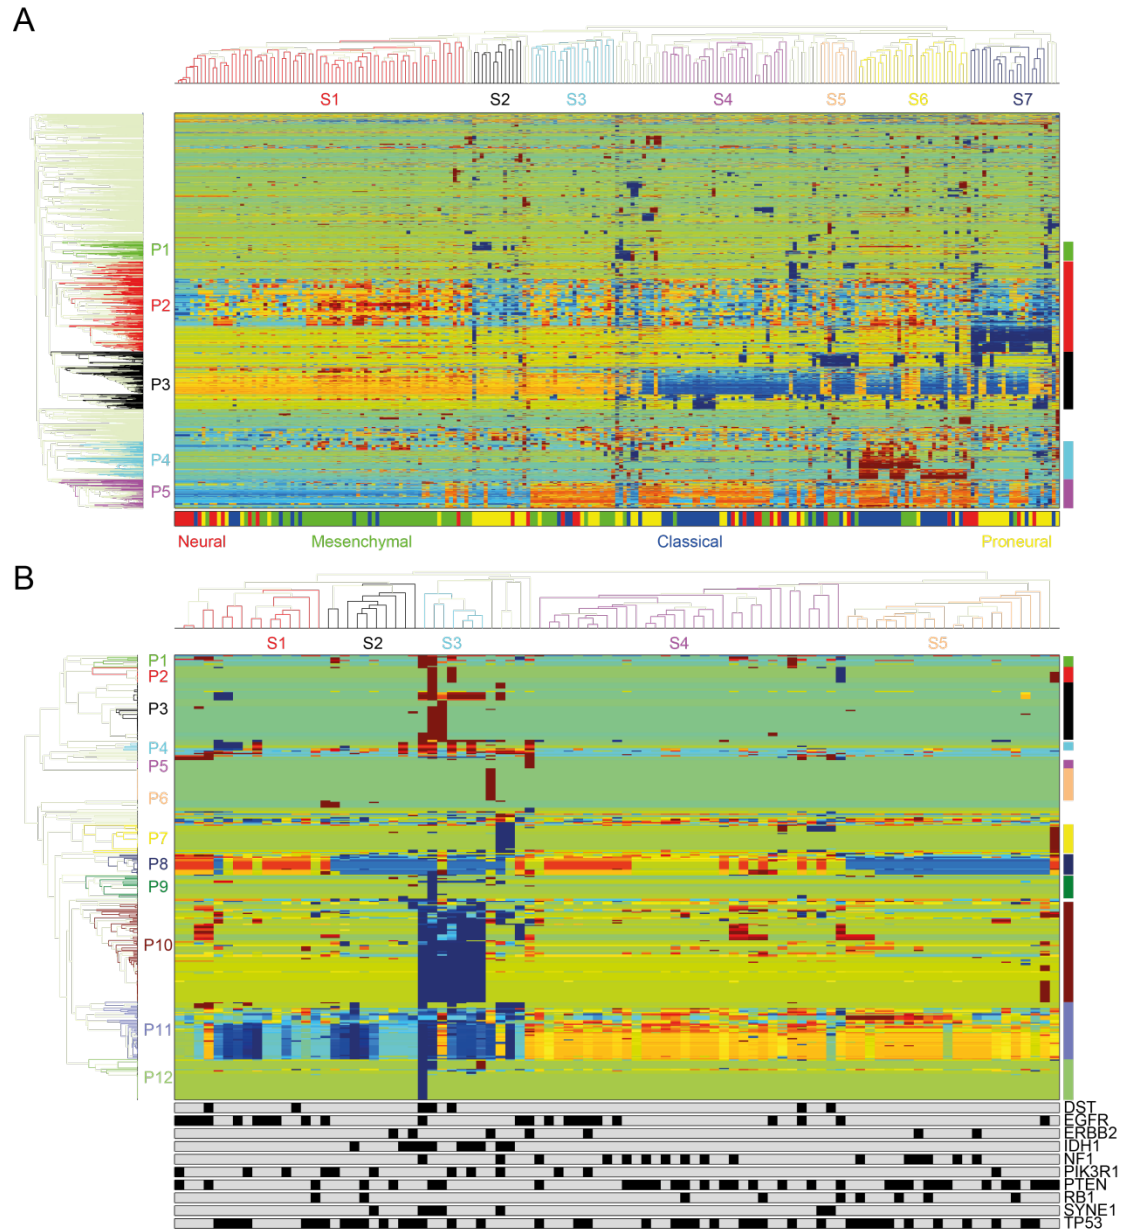 A
S1 S2 S3 S4 S5 S6 S7
P1
P2
P3
P4
P5
Neural Mesenchymal Classical Proneural
B
S1 S2 S3 S4 S5
P1
P2
P3
P4
P5
P6
P7
P8
P9
P10
P11
P12
DST
EGFR
ERBB2
IDH1
NF1
PIK3R1
PTEN
RB1
SYNE1
TP53